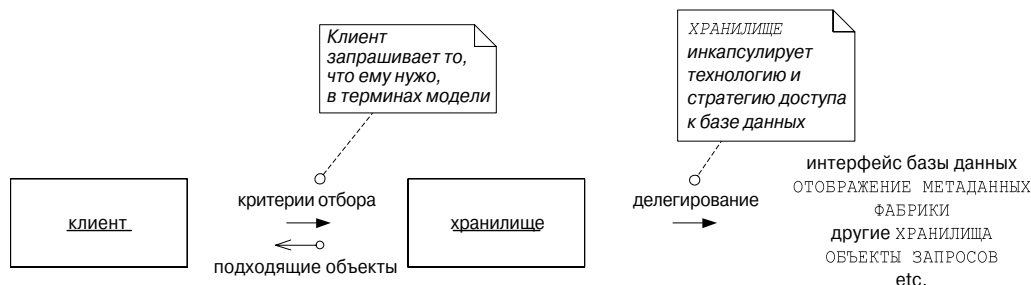 Клиент
запрашивает то,
что ему нужо,
в терминах модели
ХРАНИЛИЩЕ
инкапсулирует
технологию и
стратегию доступа
к базе данных
клиент
критерии отбора
подходящие объекты
хранилище
делегирование
интерфейс базы данных
ОТОБРАЖЕНИЕ МЕТАДАННЫХ
ФАБРИКИ
другие ХРАНИЛИЩА
ОБЪЕКТЫ ЗАПРОСОВ
etc.